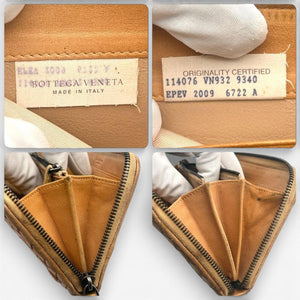 BOTTEGA VENETA
MADE IN ITALY
ORIGINALITY CERTIFIED
114076 VN932 9340
EPEV 2009 6722 A